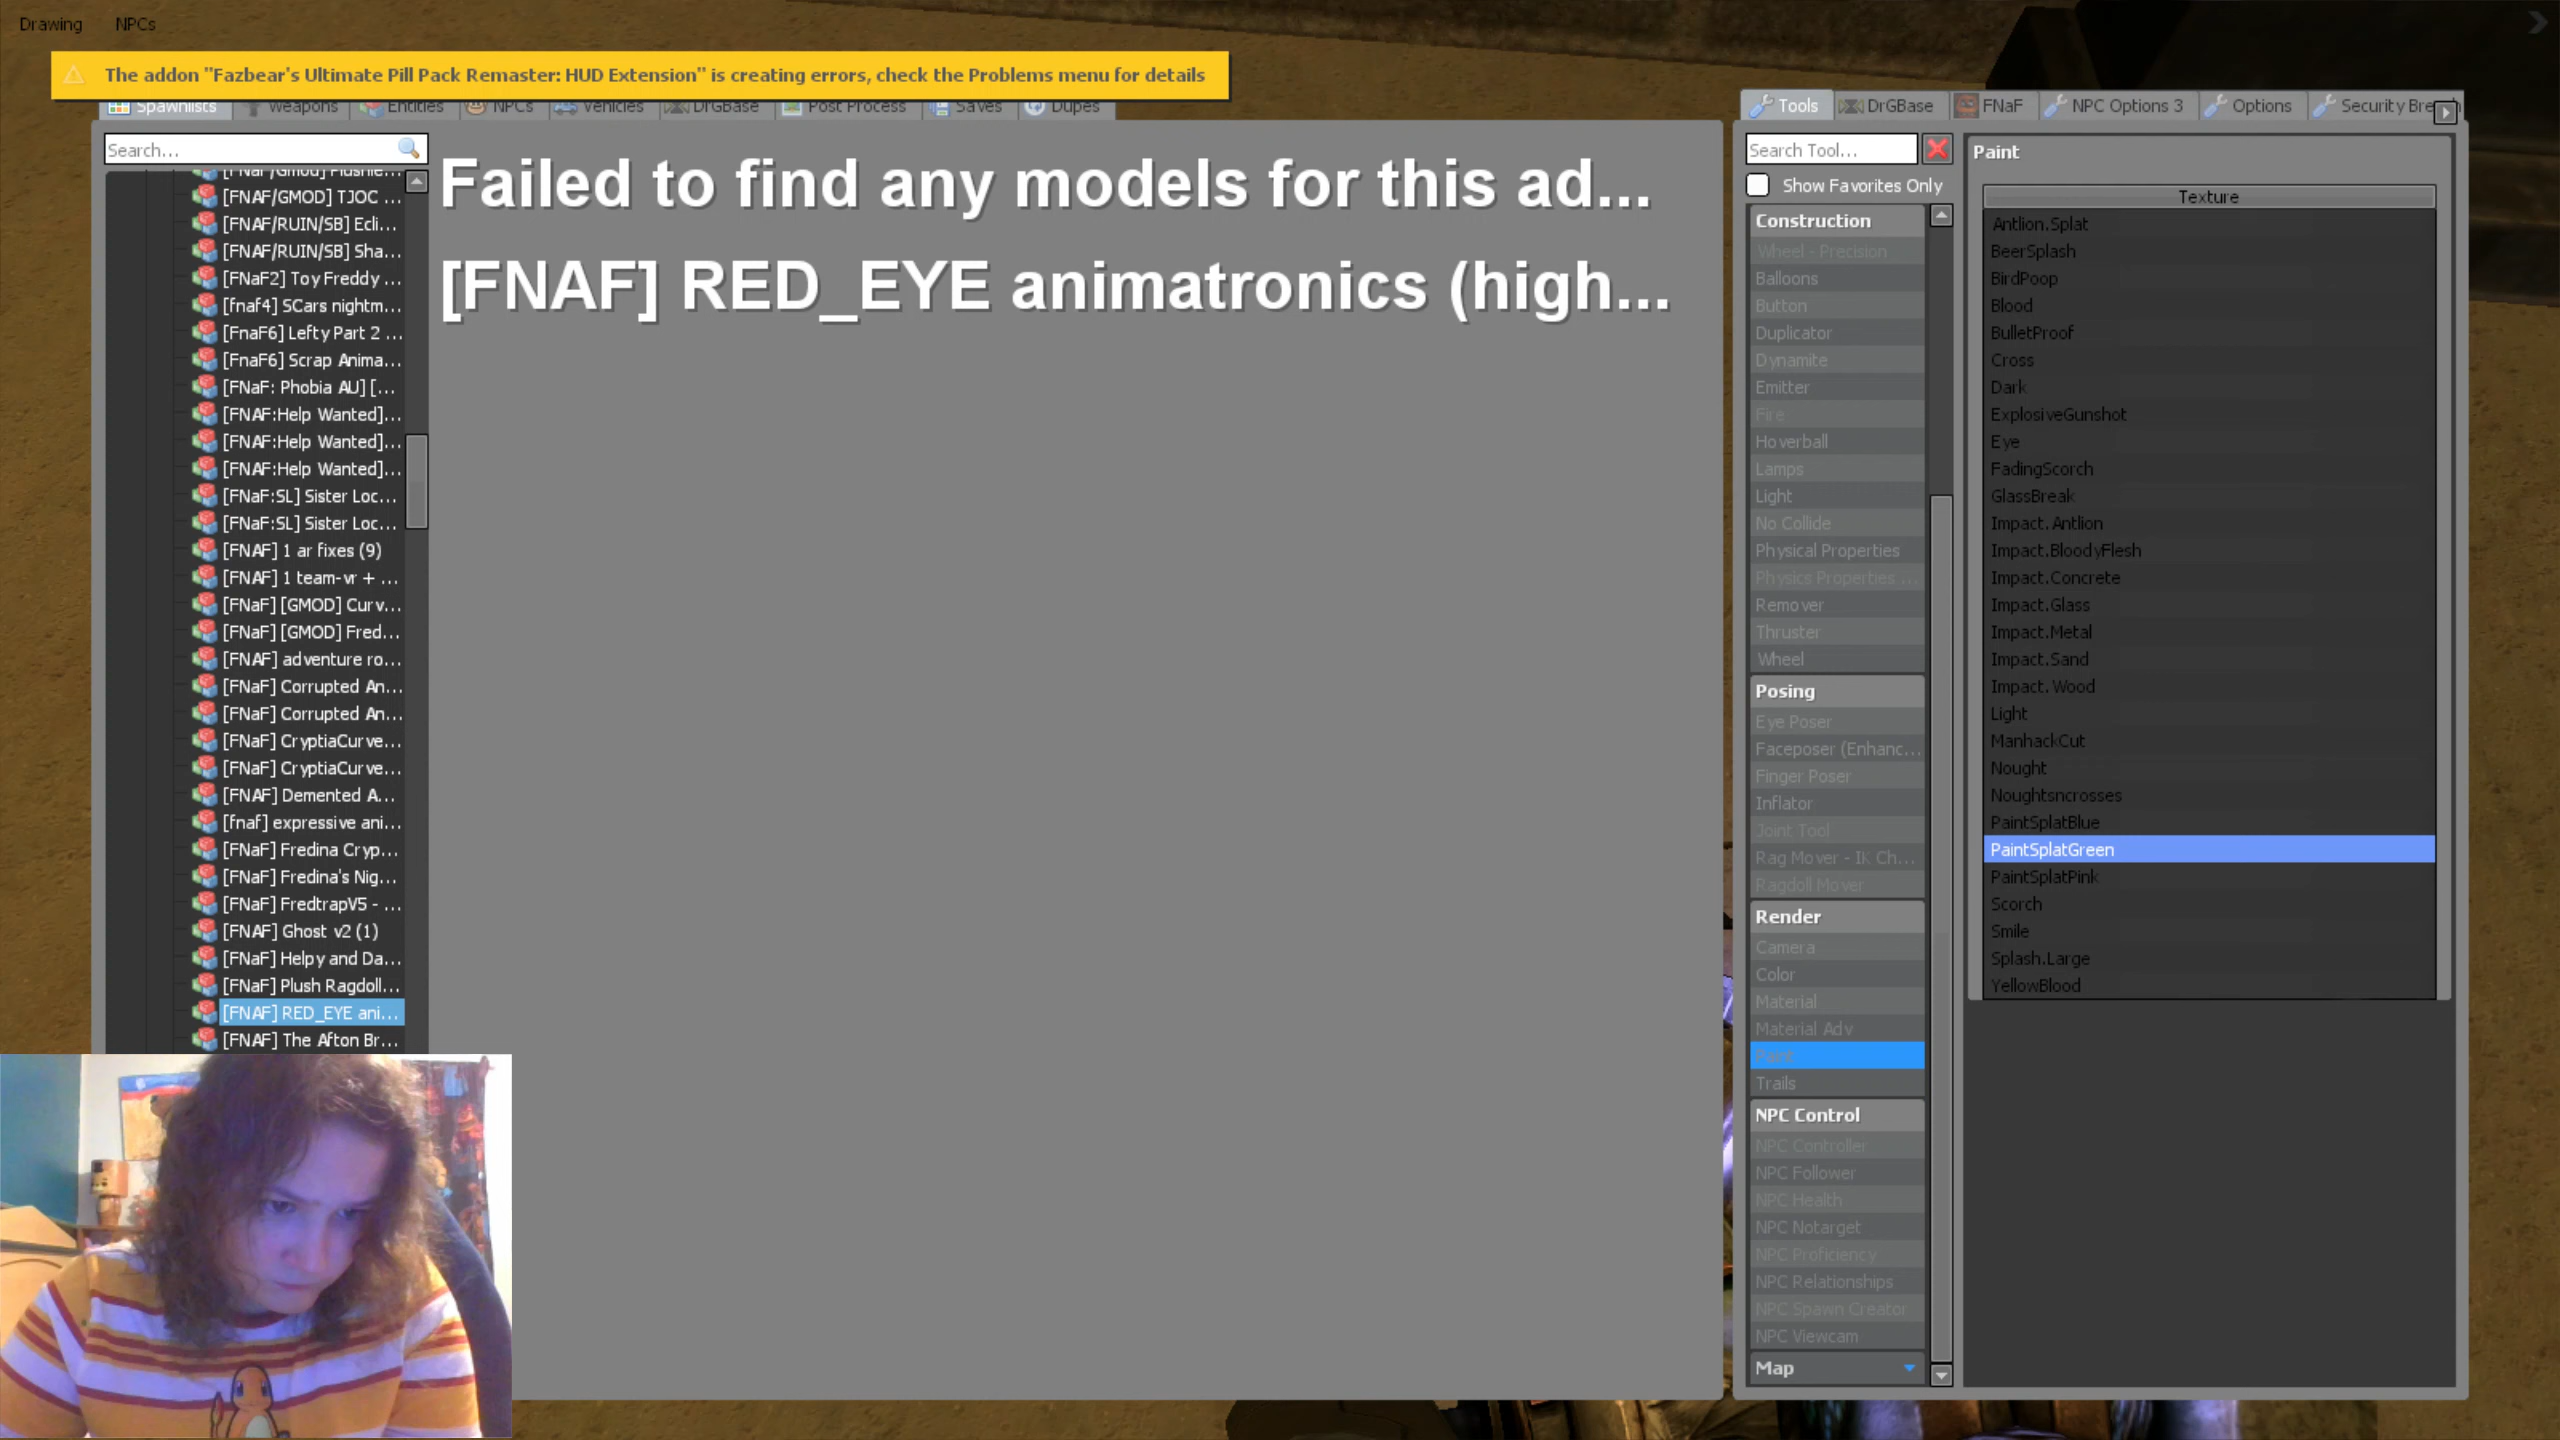 Drawing NPCs
The addon "Fazbear's Ultimate Pill Pack Remaster: HUD Extension" is creating errors, check the Problems menu for details
Spawnlists Weapons Entities NPCs Vehicles DrGBase Post Process Saves Dupes
Search...
[FNaF/Gmod] Plushie...
[FNAF/GMOD] TJOC ...
[FNAF/RUIN/SB] Ecli...
[FNAF/RUIN/SB] Sha...
[FNaF2] Toy Freddy ...
[fnaf4] SCars nightm...
[FnaF6] Lefty Part 2 ...
[FnaF6] Scrap Anima...
[FNaF: Phobia AU] [...
[FNAF:Help Wanted]...
[FNAF:Help Wanted]...
[FNAF:Help Wanted]...
[FNaF:SL] Sister Loc...
[FNaF:SL] Sister Loc...
[FNAF] 1 ar fixes (9)
[FNAF] 1 team-vr + ...
[FNaF] [GMOD] Curv...
[FNaF] [GMOD] Fred...
[FNAF] adventure ro...
[FNaF] Corrupted An...
[FNaF] Corrupted An...
[FNaF] CryptiaCurve...
[FNaF] CryptiaCurve...
[FNAF] Demented A...
[fnaf] expressive ani...
[FNaF] Fredina Cryp...
[FNaF] Fredina's Nig...
[FNaF] FredtrapV5 - ...
[FNAF] Ghost v2 (1)
[FNaF] Helpy and Da...
[FNaF] Plush Ragdoll...
[FNAF] RED_EYE ani...
[FNAF] The Afton Br...
Failed to find any models for this ad...
[FNAF] RED_EYE animatronics (high...
Tools DrGBase FNaF NPC Options 3 Options Security Bre
Search Tool...
Show Favorites Only
Construction
Wheel - Precision
Balloons
Button
Duplicator
Dynamite
Emitter
Fire
Hoverball
Lamps
Light
No Collide
Physical Properties
Physics Properties ...
Remover
Thruster
Wheel
Posing
Eye Poser
Faceposer (Enhanc...
Finger Poser
Inflator
Joint Tool
Rag Mover - IK Ch...
Ragdoll Mover
Render
Camera
Color
Material
Material Adv
Paint
Trails
NPC Control
NPC Controller
NPC Follower
NPC Health
NPC Notarget
NPC Proficiency
NPC Relationships
NPC Spawn Creator
NPC Viewcam
Map
Paint
Texture
Antlion.Splat
BeerSplash
BirdPoop
Blood
BulletProof
Cross
Dark
ExplosiveGunshot
Eye
FadingScorch
GlassBreak
Impact.Antlion
Impact.BloodyFlesh
Impact.Concrete
Impact.Glass
Impact.Metal
Impact.Sand
Impact.Wood
Light
ManhackCut
Nought
Noughtsncrosses
PaintSplatBlue
PaintSplatGreen
PaintSplatPink
Scorch
Smile
Splash.Large
YellowBlood